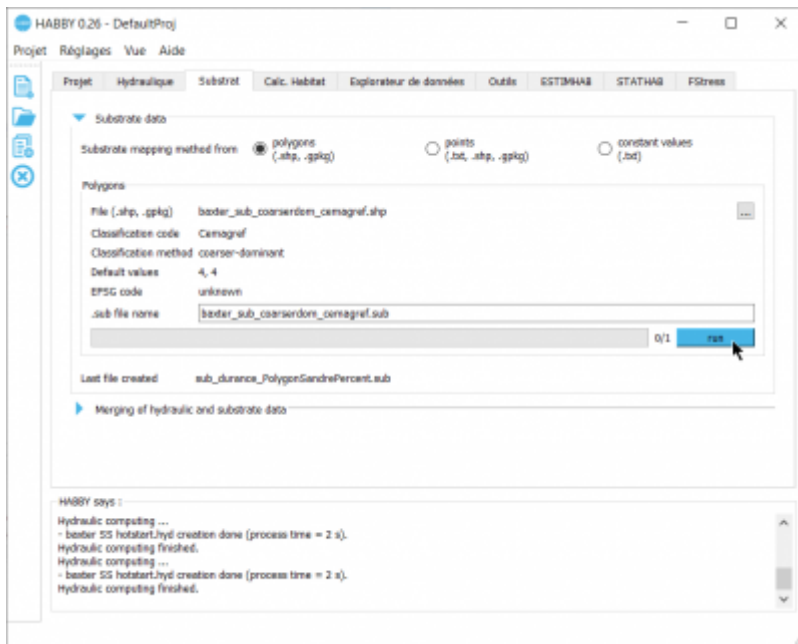 HABBY 0.26 - DefaultProj
Projet Réglages Vue Aide
Projet Hydraulique Substrat Calc. Habitat Explorateur de données Outils ESTIMHAB STATHAB FStress
Substrate data
Substrate mapping method from polygons (.shp, .gpkg) points (.txt, .shp, .gpkg) constant values (.txt)
Polygons
File (.shp, .gpkg) baxter_sub_coarserdom_cemagref.shp ...
Classification code Cemagref
Classification method coarser-dominant
Default values 4, 4
EPSG code unknown
.sub file name baxter_sub_coarserdom_cemagref.sub
0/1 run
Last file created sub_durance_PolygonSandrePercent.sub
Merging of hydraulic and substrate data
HABBY says :
Hydraulic computing ...
- baxter SS hotstart.hyd creation done (process time = 2 s).
Hydraulic computing finished.
Hydraulic computing ...
- baxter SS hotstart.hyd creation done (process time = 2 s).
Hydraulic computing finished.